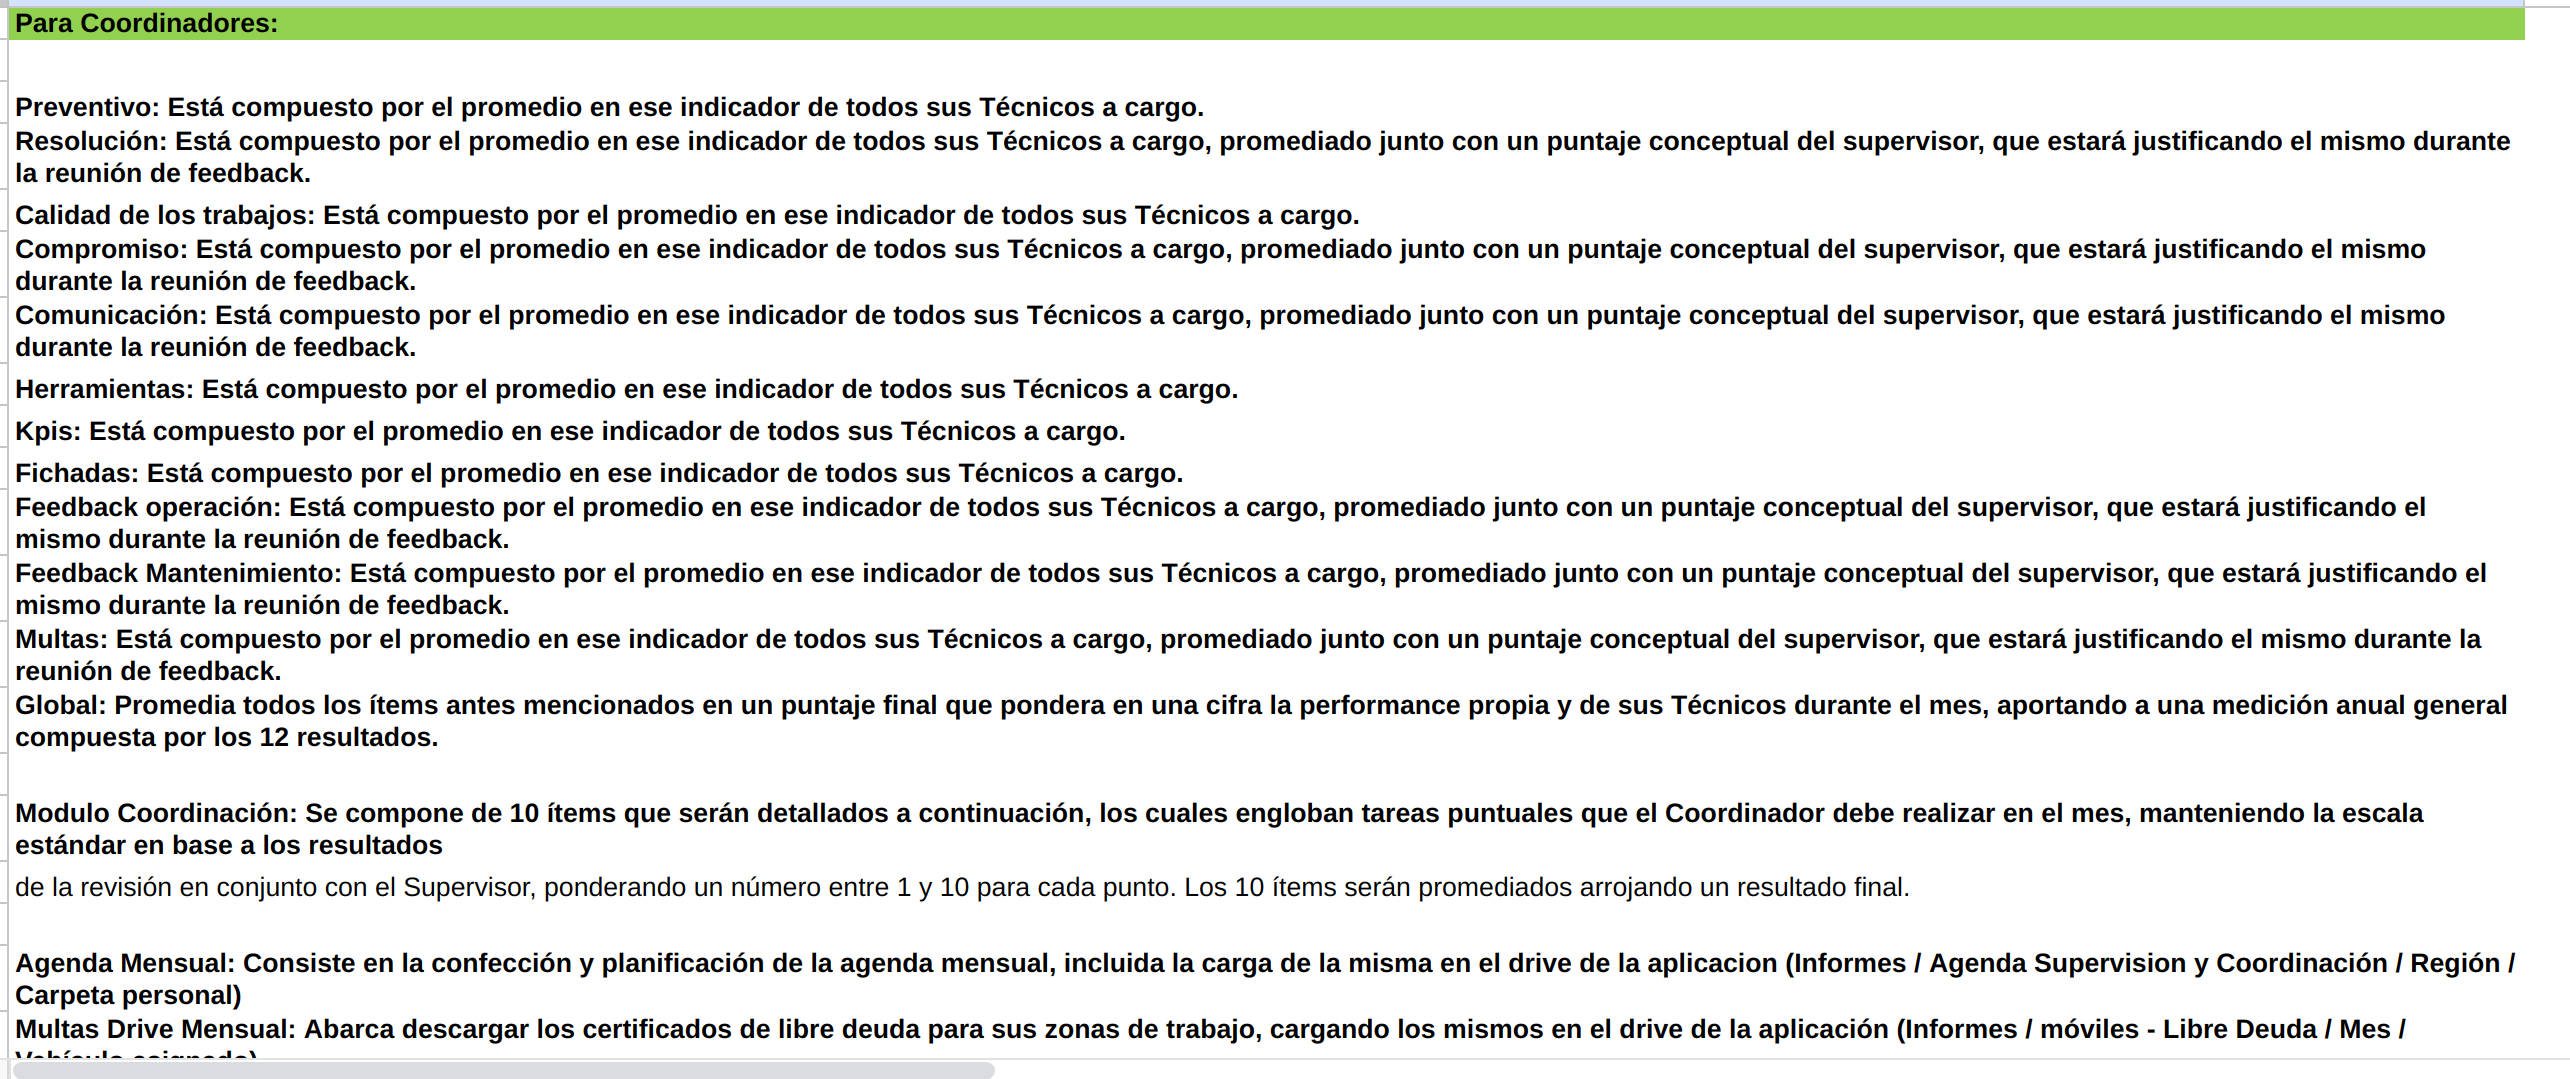 Para Coordinadores:
Preventivo: Está compuesto por el promedio en ese indicador de todos sus Técnicos a cargo.
Resolución: Está compuesto por el promedio en ese indicador de todos sus Técnicos a cargo, promediado junto con un puntaje conceptual del supervisor, que estará justificando el mismo durante
la reunión de feedback.
Calidad de los trabajos: Está compuesto por el promedio en ese indicador de todos sus Técnicos a cargo.
Compromiso: Está compuesto por el promedio en ese indicador de todos sus Técnicos a cargo, promediado junto con un puntaje conceptual del supervisor, que estará justificando el mismo
durante la reunión de feedback.
Comunicación: Está compuesto por el promedio en ese indicador de todos sus Técnicos a cargo, promediado junto con un puntaje conceptual del supervisor, que estará justificando el mismo
durante la reunión de feedback.
Herramientas: Está compuesto por el promedio en ese indicador de todos sus Técnicos a cargo.
Kpis: Está compuesto por el promedio en ese indicador de todos sus Técnicos a cargo.
Fichadas: Está compuesto por el promedio en ese indicador de todos sus Técnicos a cargo.
Feedback operación: Está compuesto por el promedio en ese indicador de todos sus Técnicos a cargo, promediado junto con un puntaje conceptual del supervisor, que estará justificando el
mismo durante la reunión de feedback.
Feedback Mantenimiento: Está compuesto por el promedio en ese indicador de todos sus Técnicos a cargo, promediado junto con un puntaje conceptual del supervisor, que estará justificando el
mismo durante la reunión de feedback.
Multas: Está compuesto por el promedio en ese indicador de todos sus Técnicos a cargo, promediado junto con un puntaje conceptual del supervisor, que estará justificando el mismo durante la
reunión de feedback.
Global: Promedia todos los ítems antes mencionados en un puntaje final que pondera en una cifra la performance propia y de sus Técnicos durante el mes, aportando a una medición anual general
compuesta por los 12 resultados.
Modulo Coordinación: Se compone de 10 ítems que serán detallados a continuación, los cuales engloban tareas puntuales que el Coordinador debe realizar en el mes, manteniendo la escala
estándar en base a los resultados
de la revisión en conjunto con el Supervisor, ponderando un número entre 1 y 10 para cada punto. Los 10 ítems serán promediados arrojando un resultado final.
Agenda Mensual: Consiste en la confección y planificación de la agenda mensual, incluida la carga de la misma en el drive de la aplicacion (Informes / Agenda Supervision y Coordinación / Región /
Carpeta personal)
Multas Drive Mensual: Abarca descargar los certificados de libre deuda para sus zonas de trabajo, cargando los mismos en el drive de la aplicación (Informes / móviles - Libre Deuda / Mes /